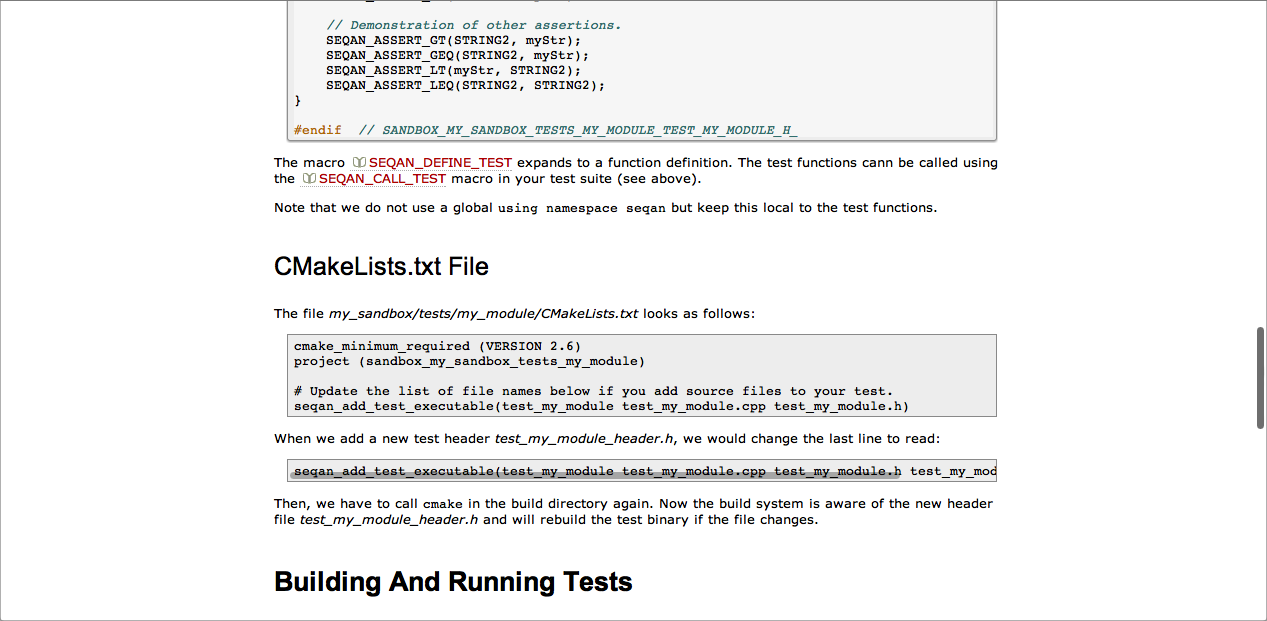 // Demonstration of other assertions.
SEQAN_ASSERT_GT(STRING2, myStr);
SEQAN_ASSERT_GEQ(STRING2, myStr);
SEQAN_ASSERT_LT(myStr, STRING2);
SEQAN_ASSERT_LEQ(STRING2, STRING2);
}
#endif // SANDBOX_MY_SANDBOX_TESTS_MY_MODULE_TEST_MY_MODULE_H_
The macro SEQAN_DEFINE_TEST expands to a function definition. The test functions cann be called using
the SEQAN_CALL_TEST macro in your test suite (see above).
Note that we do not use a global using namespace seqan but keep this local to the test functions.
CMakeLists.txt File
The file my_sandbox/tests/my_module/CMakeLists.txt looks as follows:
cmake_minimum_required (VERSION 2.6)
project (sandbox_my_sandbox_tests_my_module)
# Update the list of file names below if you add source files to your test.
seqan_add_test_executable(test_my_module test_my_module.cpp test_my_module.h)
When we add a new test header test_my_module_header.h, we would change the last line to read:
seqan_add_test_executable(test_my_module test_my_module.cpp test_my_module.h test_my_mod
Then, we have to call cmake in the build directory again. Now the build system is aware of the new header
file test_my_module_header.h and will rebuild the test binary if the file changes.
Building And Running Tests